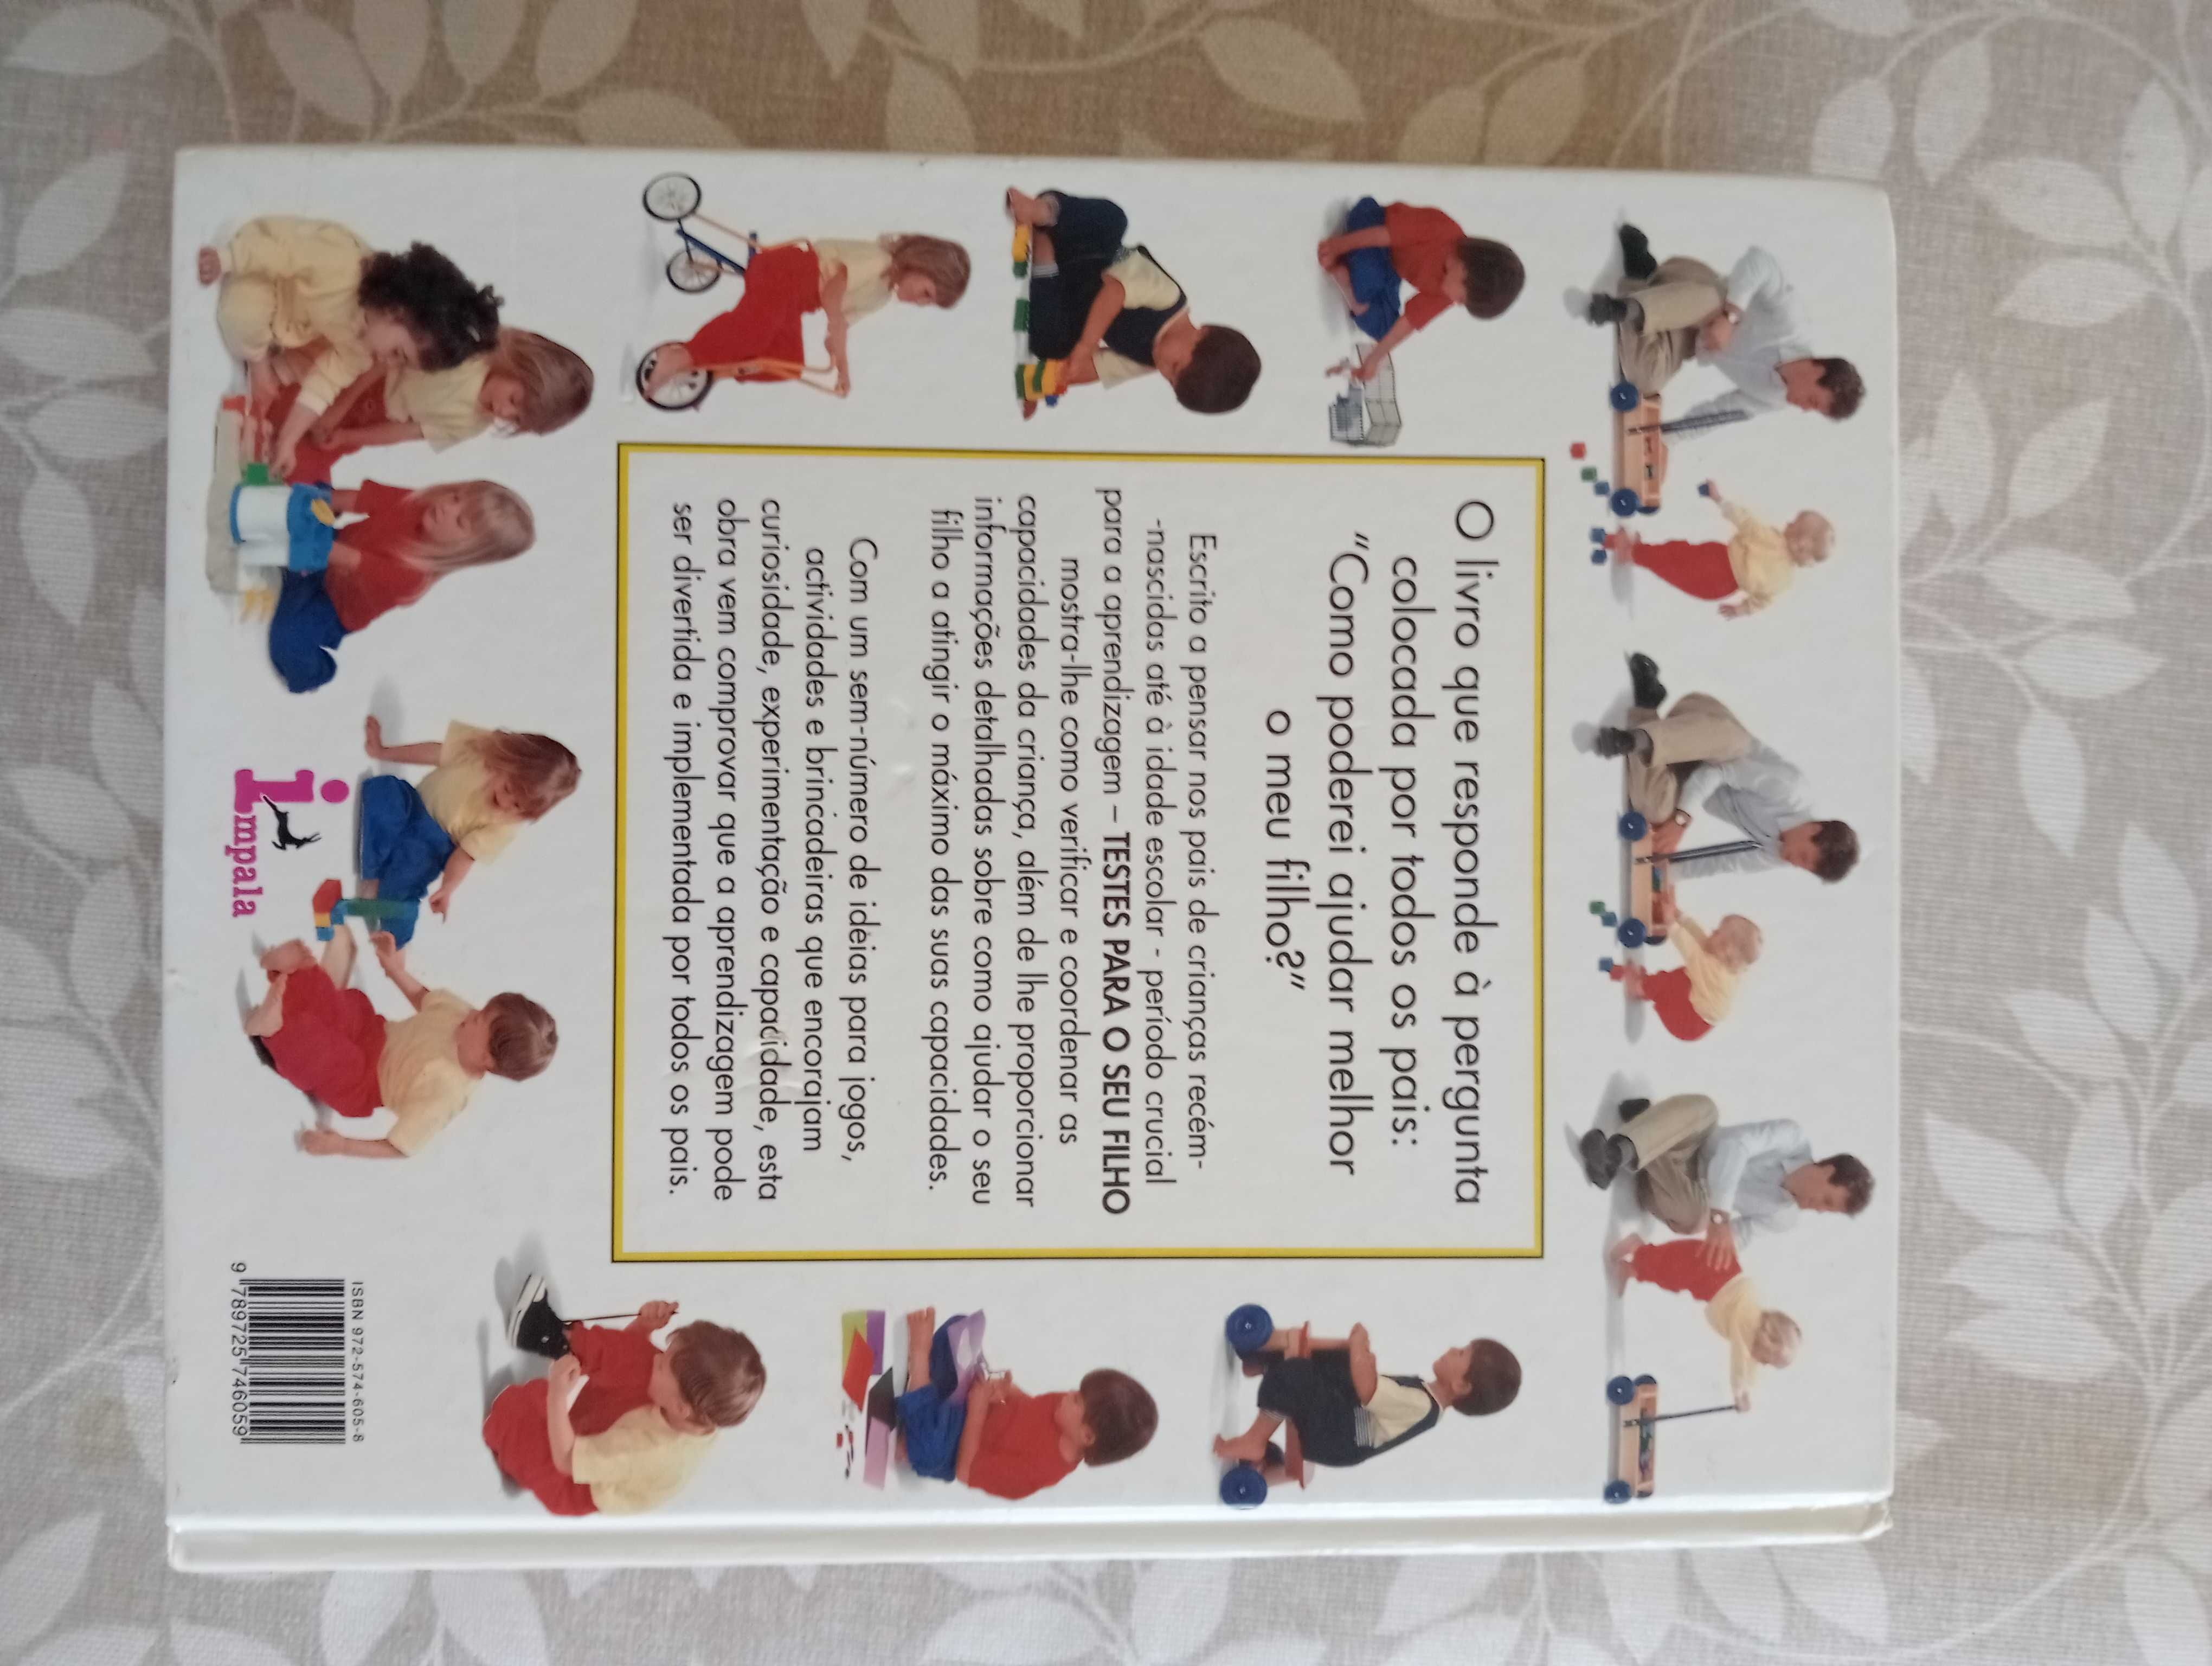 O livro que responde à pergunta
colocada por todos os pais:
"Como poderei ajudar melhor
o meu filho?"
Escrito a pensar nos pais de crianças recém-
-nascidas até à idade escolar - período crucial
para a aprendizagem – TESTES PARA O SEU FILHO
mostra-lhe como verificar e coordenar as
capacidades da criança, além de lhe proporcionar
informações detalhadas sobre como ajudar o seu
filho a atingir o máximo das suas capacidades.
Com um sem-número de ideias para jogos,
actividades e brincadeiras que encorajam
curiosidade, experimentação e capacidade, esta
obra vem comprovar que a aprendizagem pode
ser divertida e implementada por todos os pais.
impala
ISBN 972-574-605-8
9 789725 746059